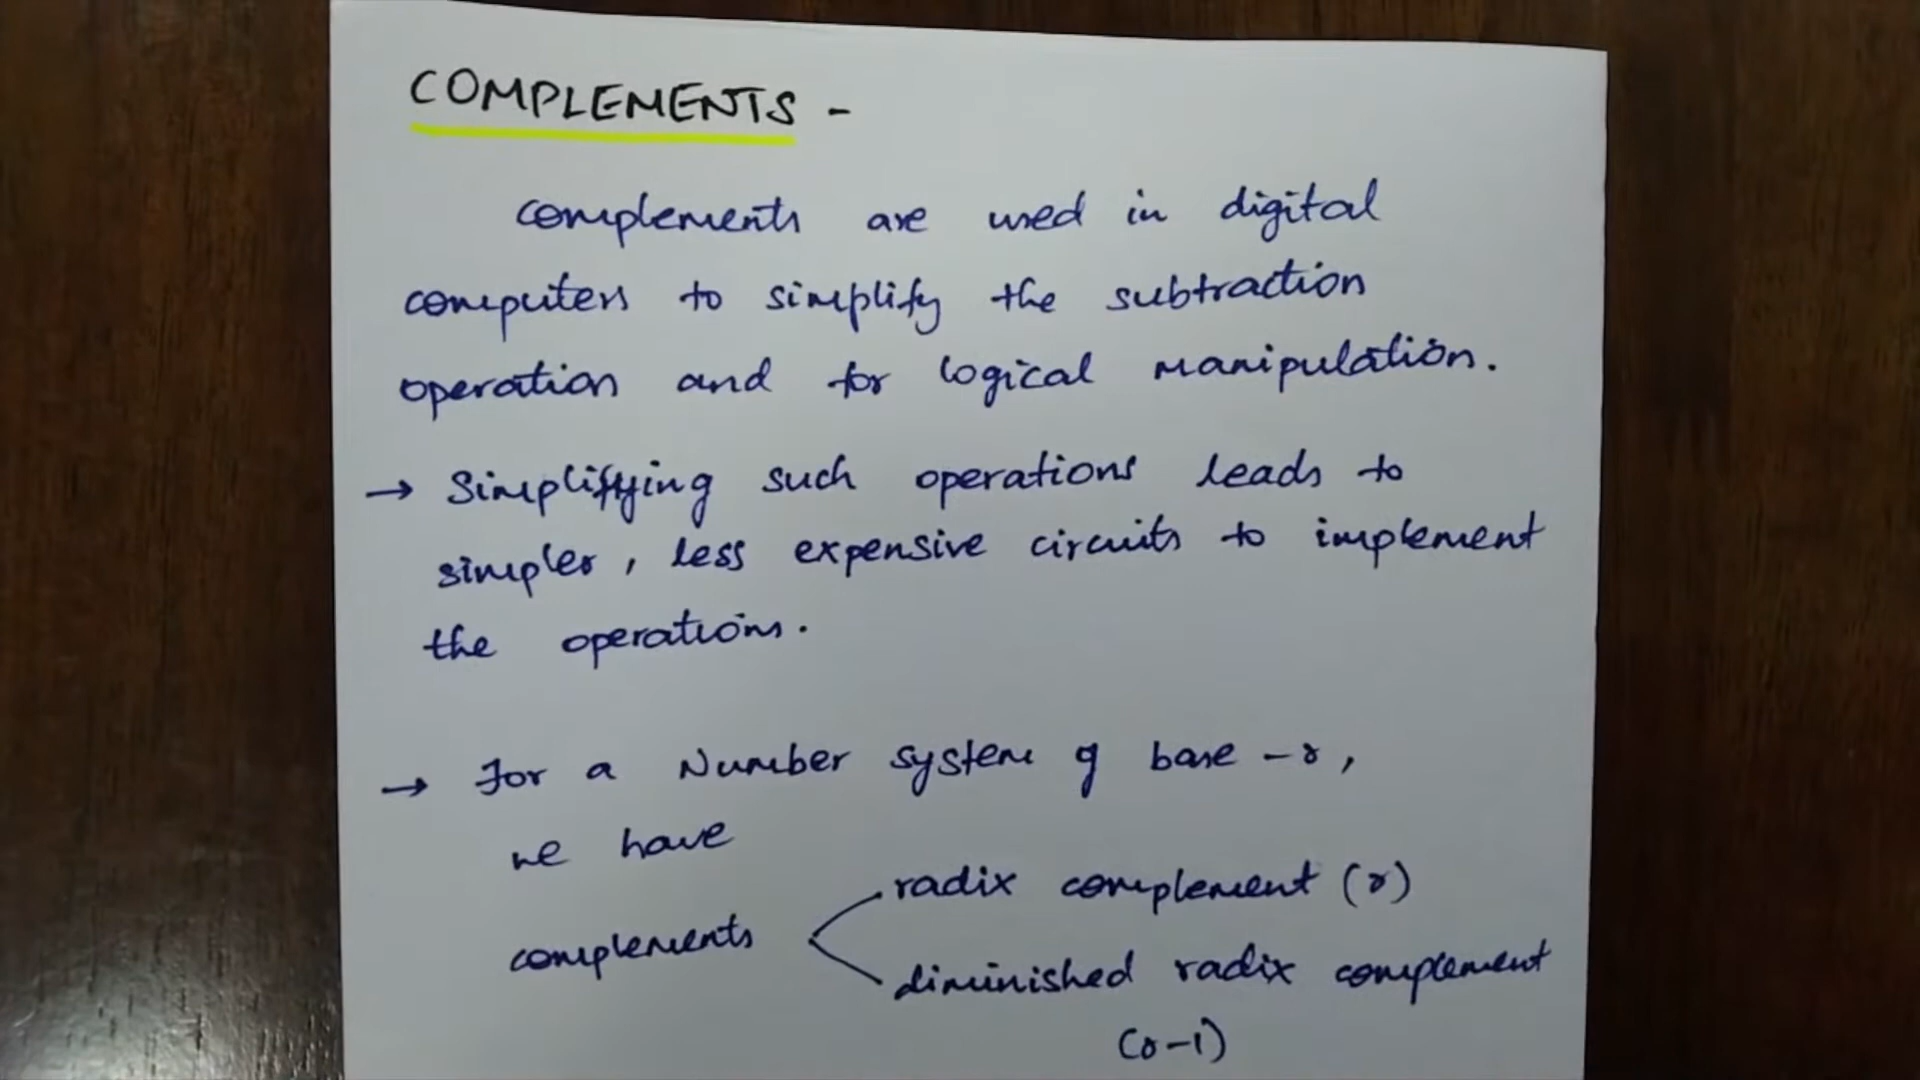 COMPLEMENTS -
complements are used in digital
computers to simplify the subtraction
operation and for logical manipulation.
→ Simplifying such operations leads to
simpler, less expensive circuits to implement
the operations.
→ For a Number system of base -r,
we have
radix complement (r)
complements
diminished radix complement
(r-1)